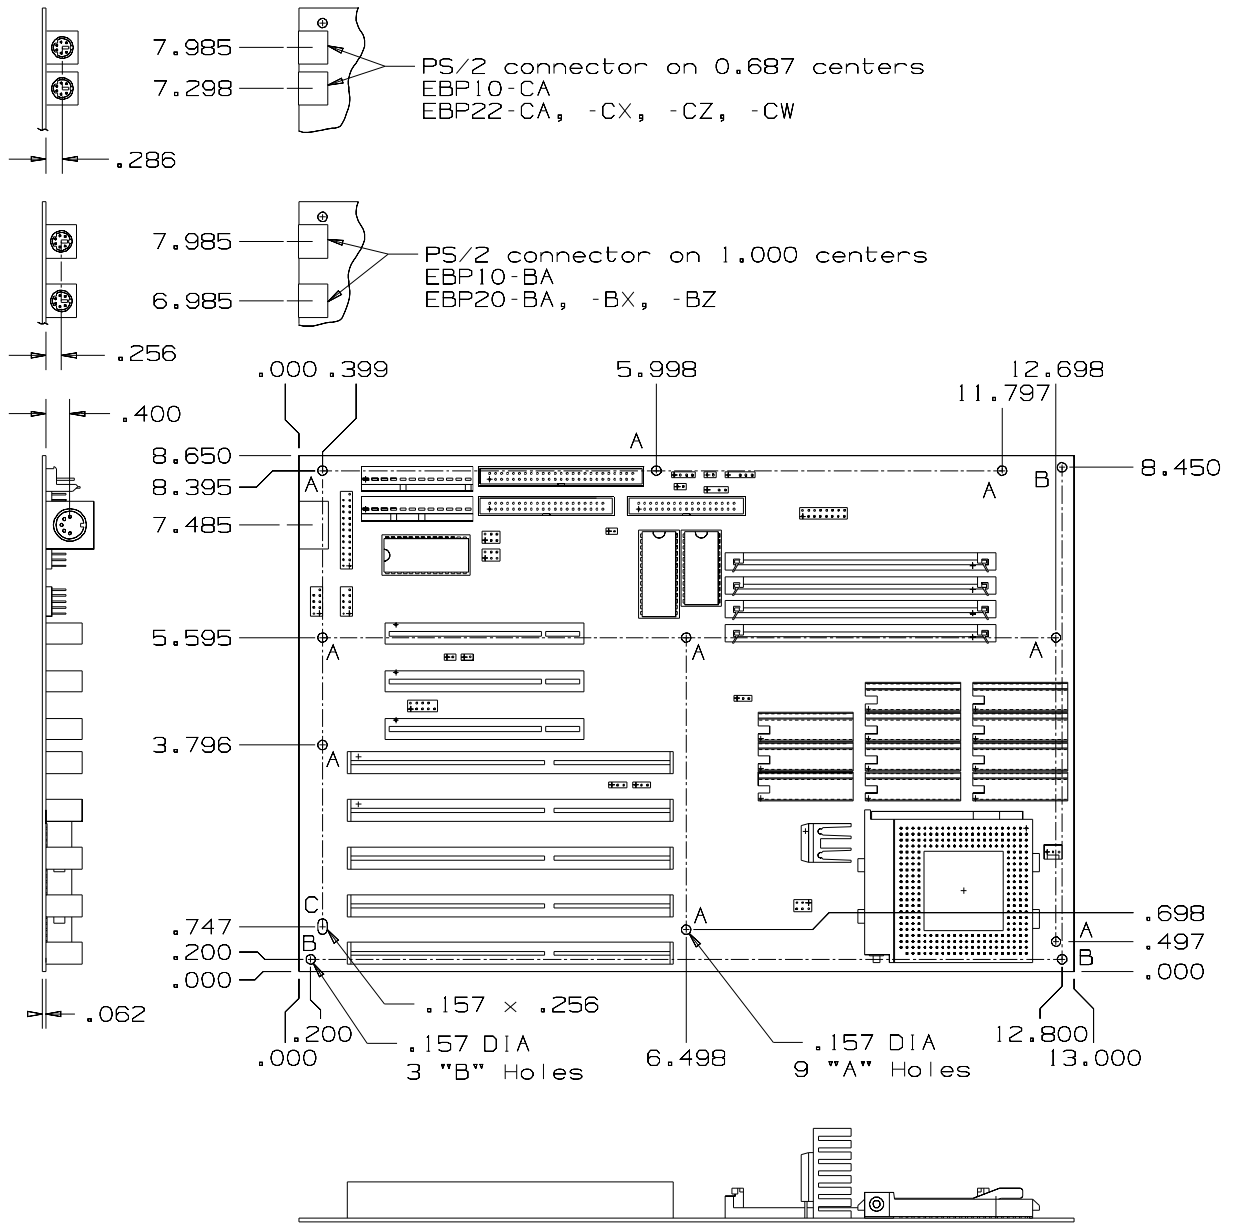 7.985
PS/2 connector on 0.687 centers
7.298
EBP10-CA
EBP22-CA, -CX, -CZ, -CW
.286
7.985
PS/2 connector on 1.000 centers
EBP10-BA
6.985
EBP20-BA, -BX, -BZ
.256
.000 .399 5.998 12.698
11.797
.400
A
8.650
8.450
8.395
A
A
B
7.485
5.595
A
A
A
3.796
A
C
A
.698
.747
A
.497
B
.200
B
.000
.000
.157 x .256
.062
.200
12.800
.157 DIA
.157 DIA
.000
6.498
13.000
3 "B" Holes
9 "A" Holes